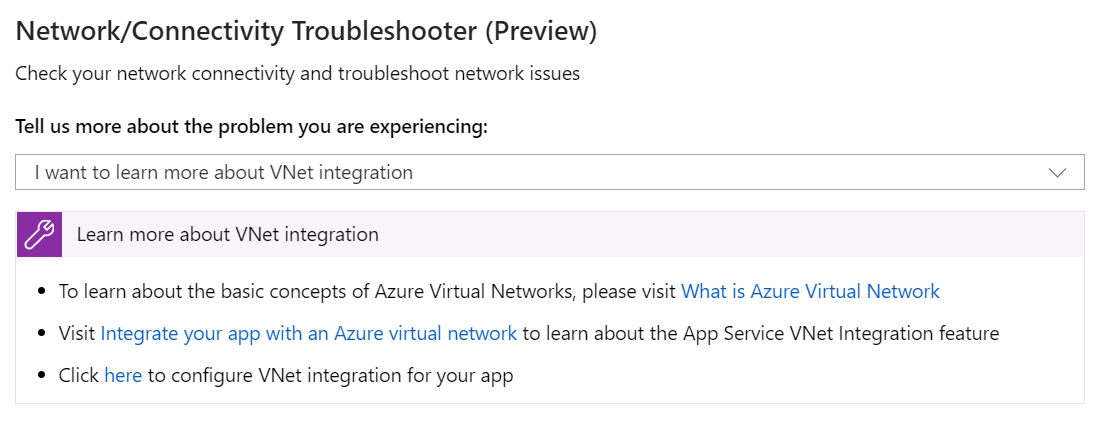 Network/Connectivity Troubleshooter (Preview)
Check your network connectivity and troubleshoot network issues
Tell us more about the problem you are experiencing:
I want to learn more about VNet integration
Learn more about VNet integration
• To learn about the basic concepts of Azure Virtual Networks, please visit What is Azure Virtual Network
• Visit Integrate your app with an Azure virtual network to learn about the App Service VNet Integration feature
• Click here to configure VNet integration for your app